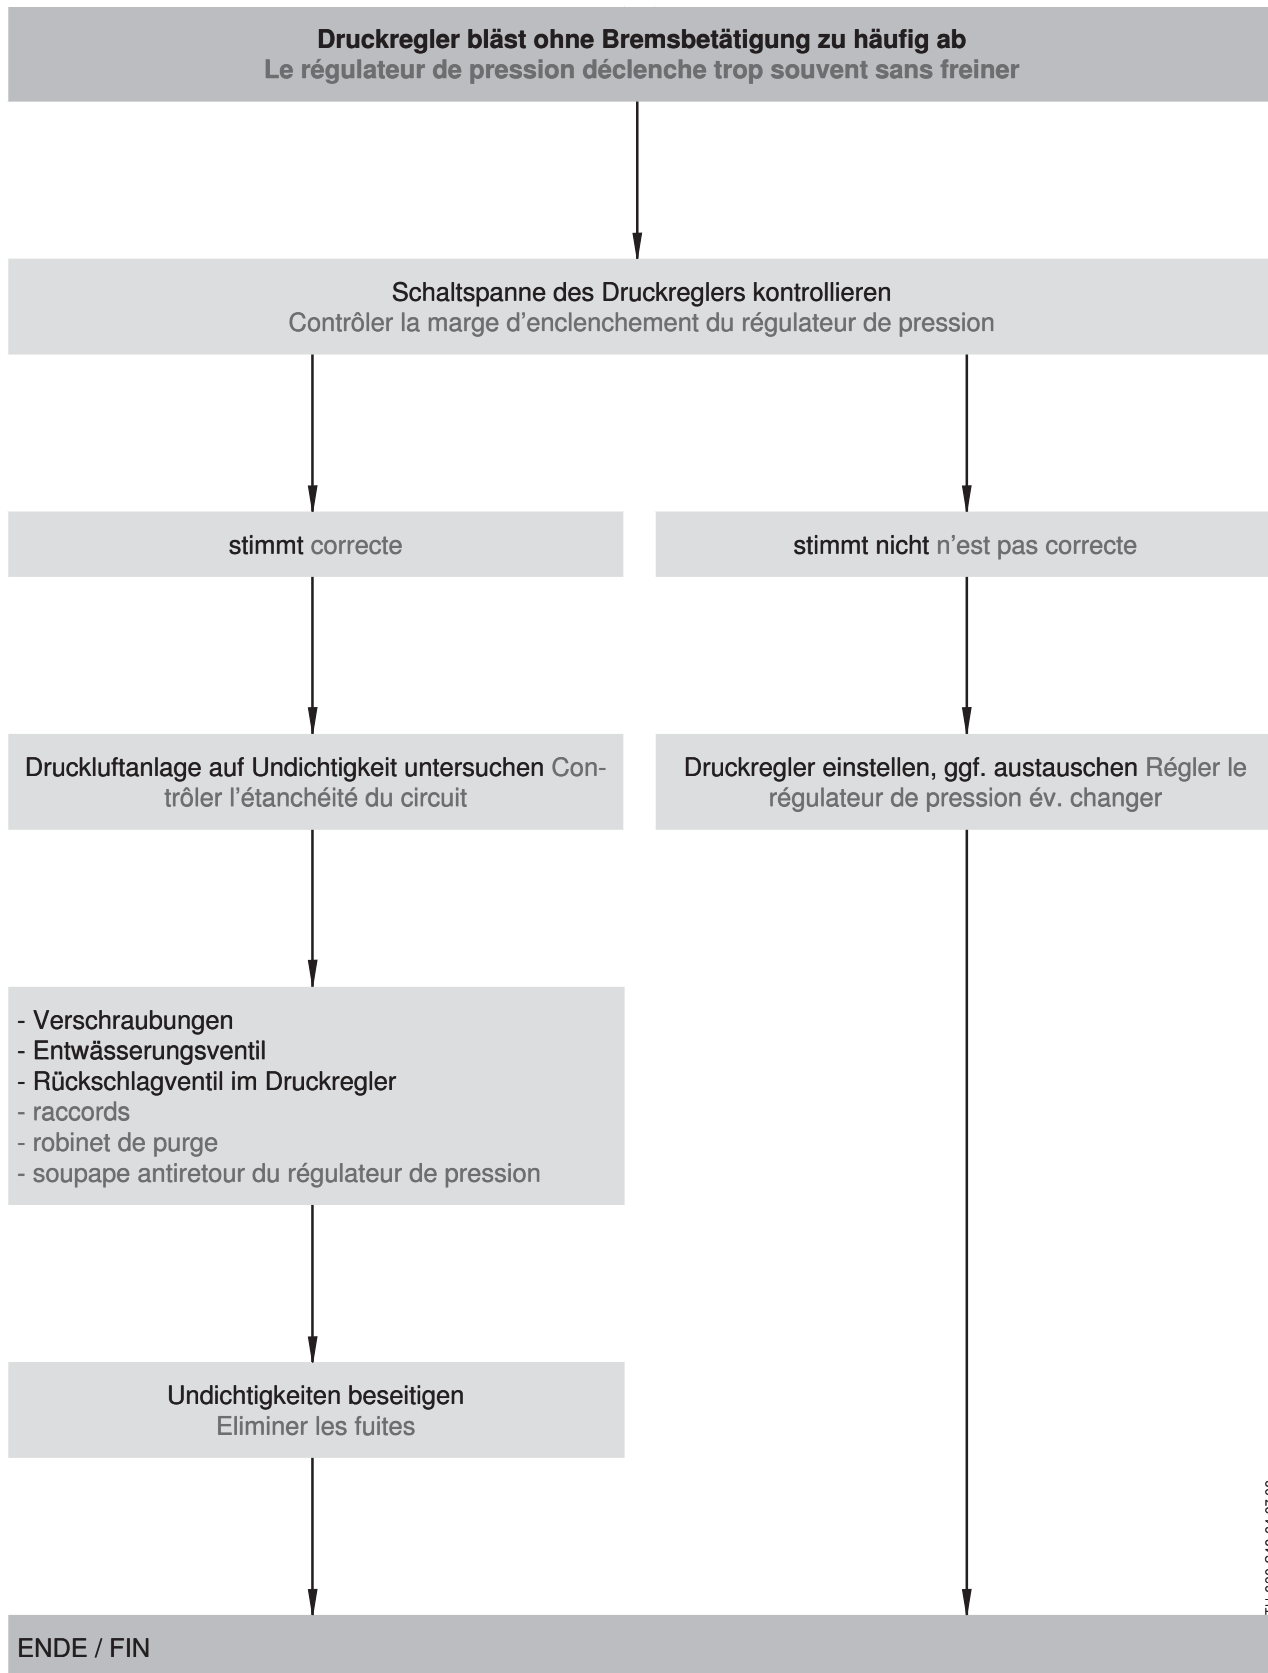 Druckregler bläst ohne Bremsbetätigung zu häufig ab
Le régulateur de pression déclenche trop souvent sans freiner
Schaltspanne des Druckreglers kontrollieren
Contrôler la marge d’enclenchement du régulateur de pression
stimmt correcte
stimmt nicht n’est pas correcte
Druckluftanlage auf Undichtigkeit untersuchen Con-
trôler l’étanchéité du circuit
Druckregler einstellen, ggf. austauschen Régler le
régulateur de pression év. changer
- Verschraubungen
- Entwässerungsventil
- Rückschlagventil im Druckregler
- raccords
- robinet de purge
- soupape antiretour du régulateur de pression
Undichtigkeiten beseitigen
Eliminer les fuites
ENDE / FIN